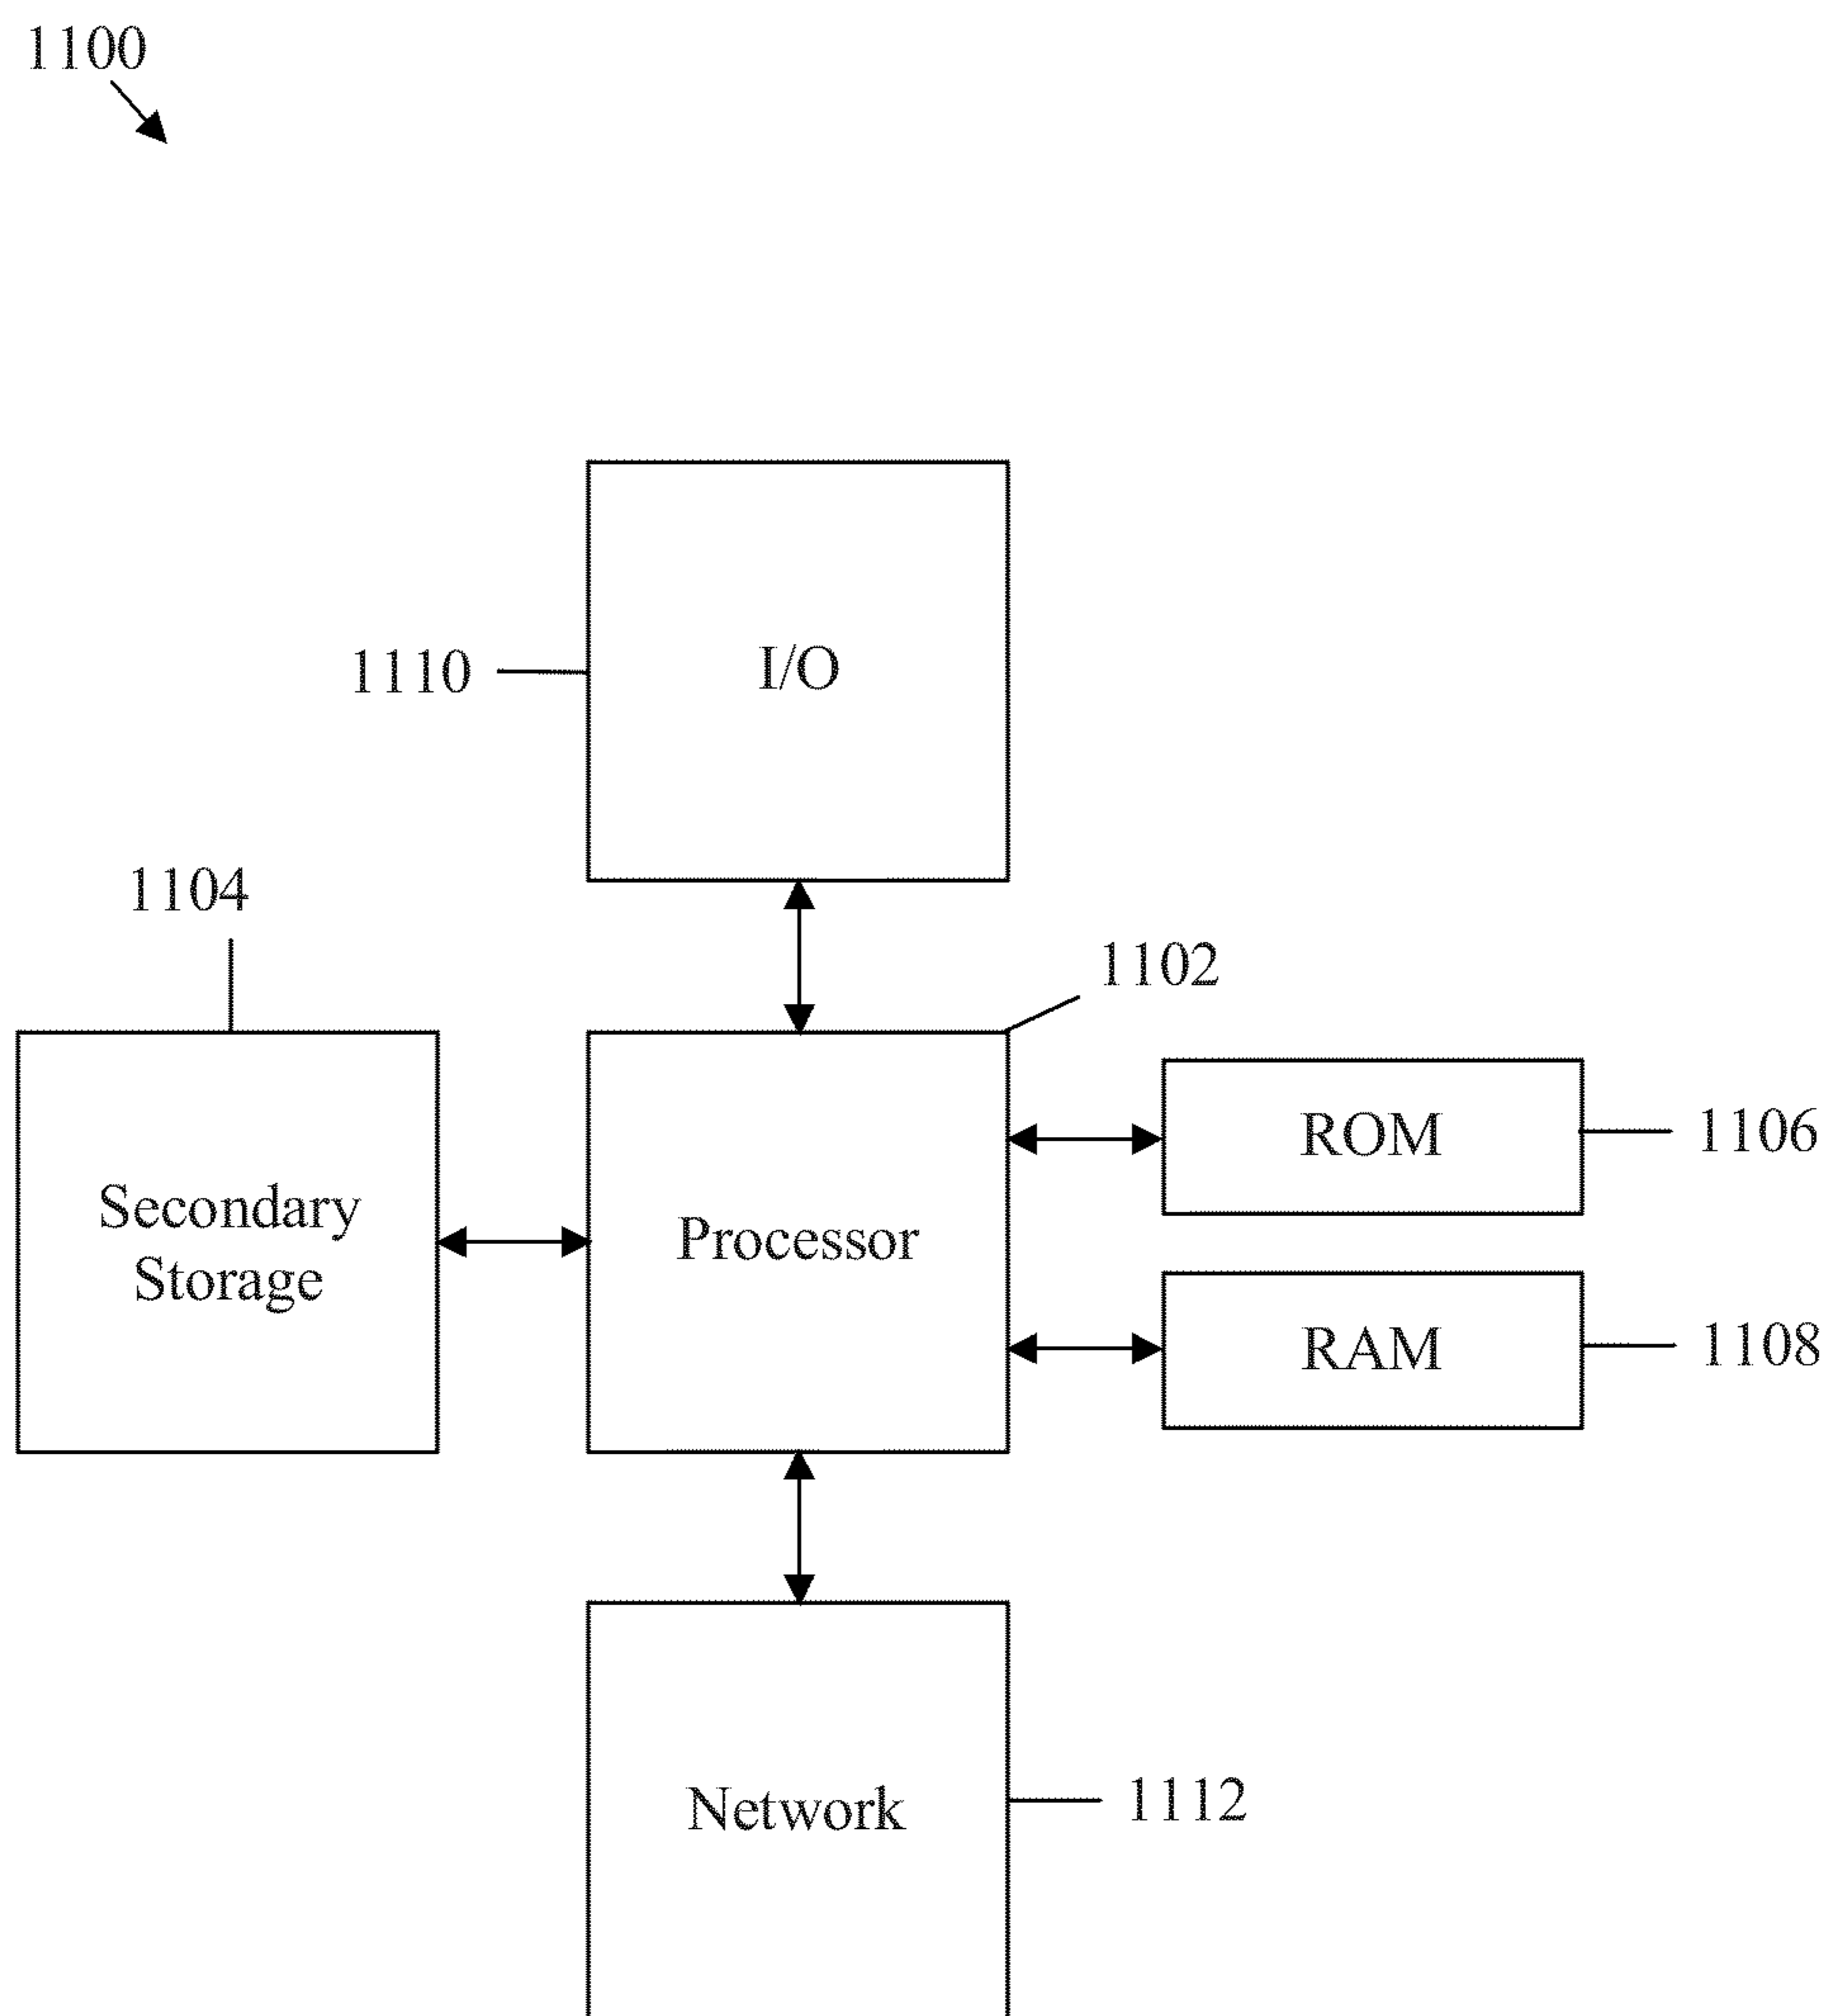 1100
I/O
1110
1104
1102
ROM
1106
Secondary
Storage
Processor
RAM
1108
Network
1112